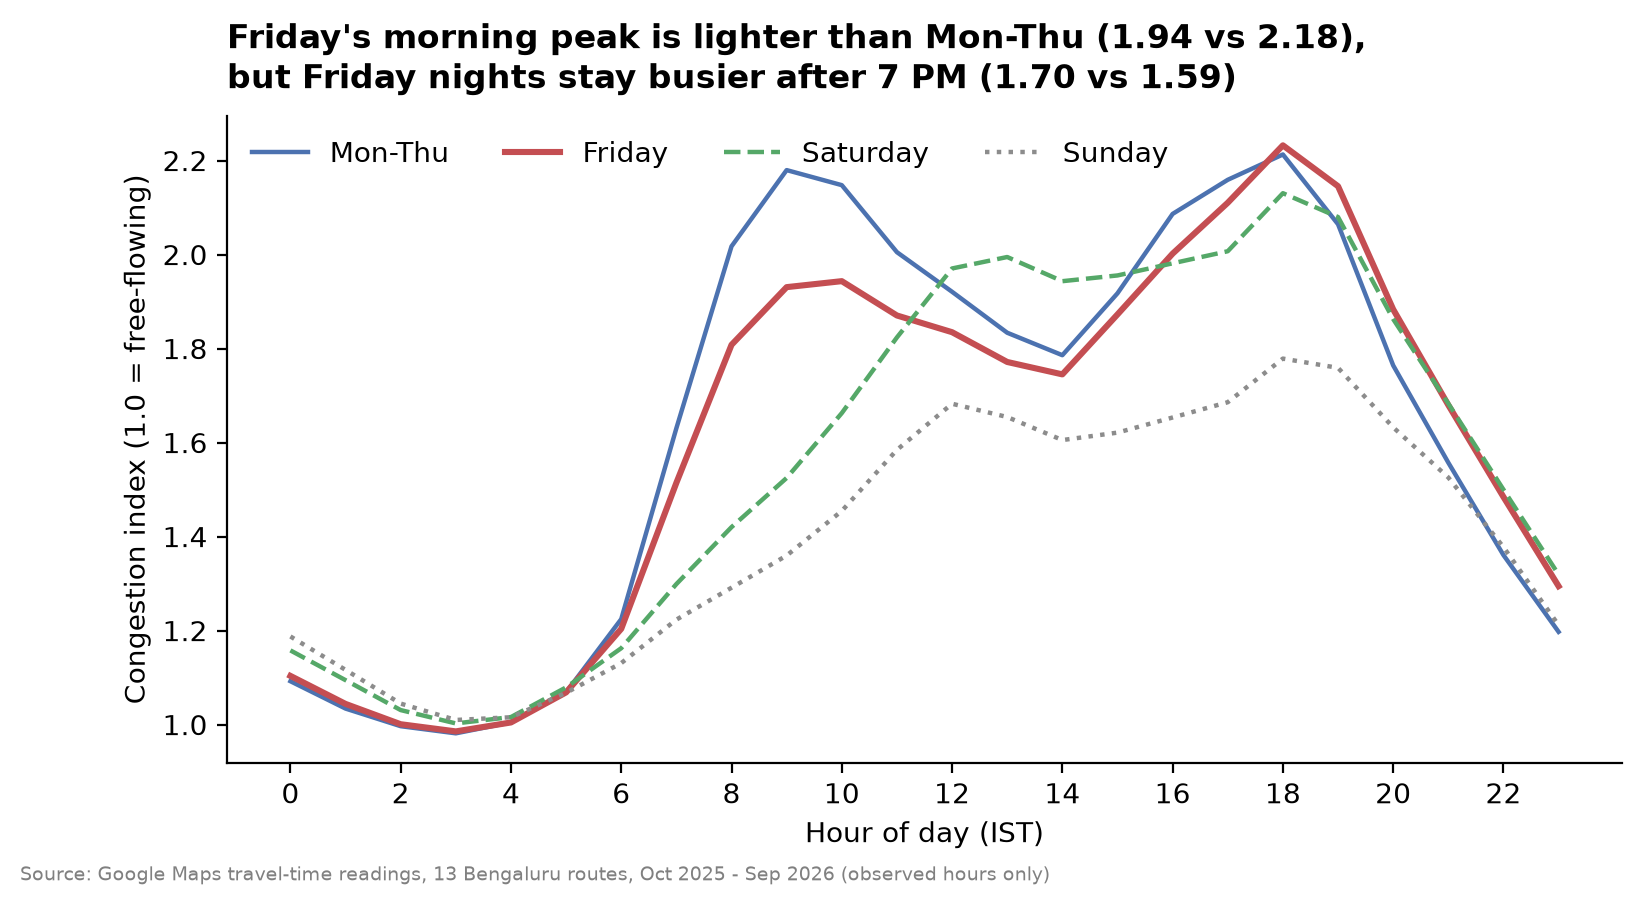 Friday's morning peak is lighter than Mon-Thu (1.94 vs 2.18),
but Friday nights stay busier after 7 PM (1.70 vs 1.59)
Mon-Thu Friday Saturday Sunday
Congestion index (1.0 = free-flowing)
2.2
2.0
1.8
1.6
1.4
1.2
1.0
0 2 4 6 8 10 12 14 16 18 20 22
Hour of day (IST)
Source: Google Maps travel-time readings, 13 Bengaluru routes, Oct 2025 - Sep 2026 (observed hours only)